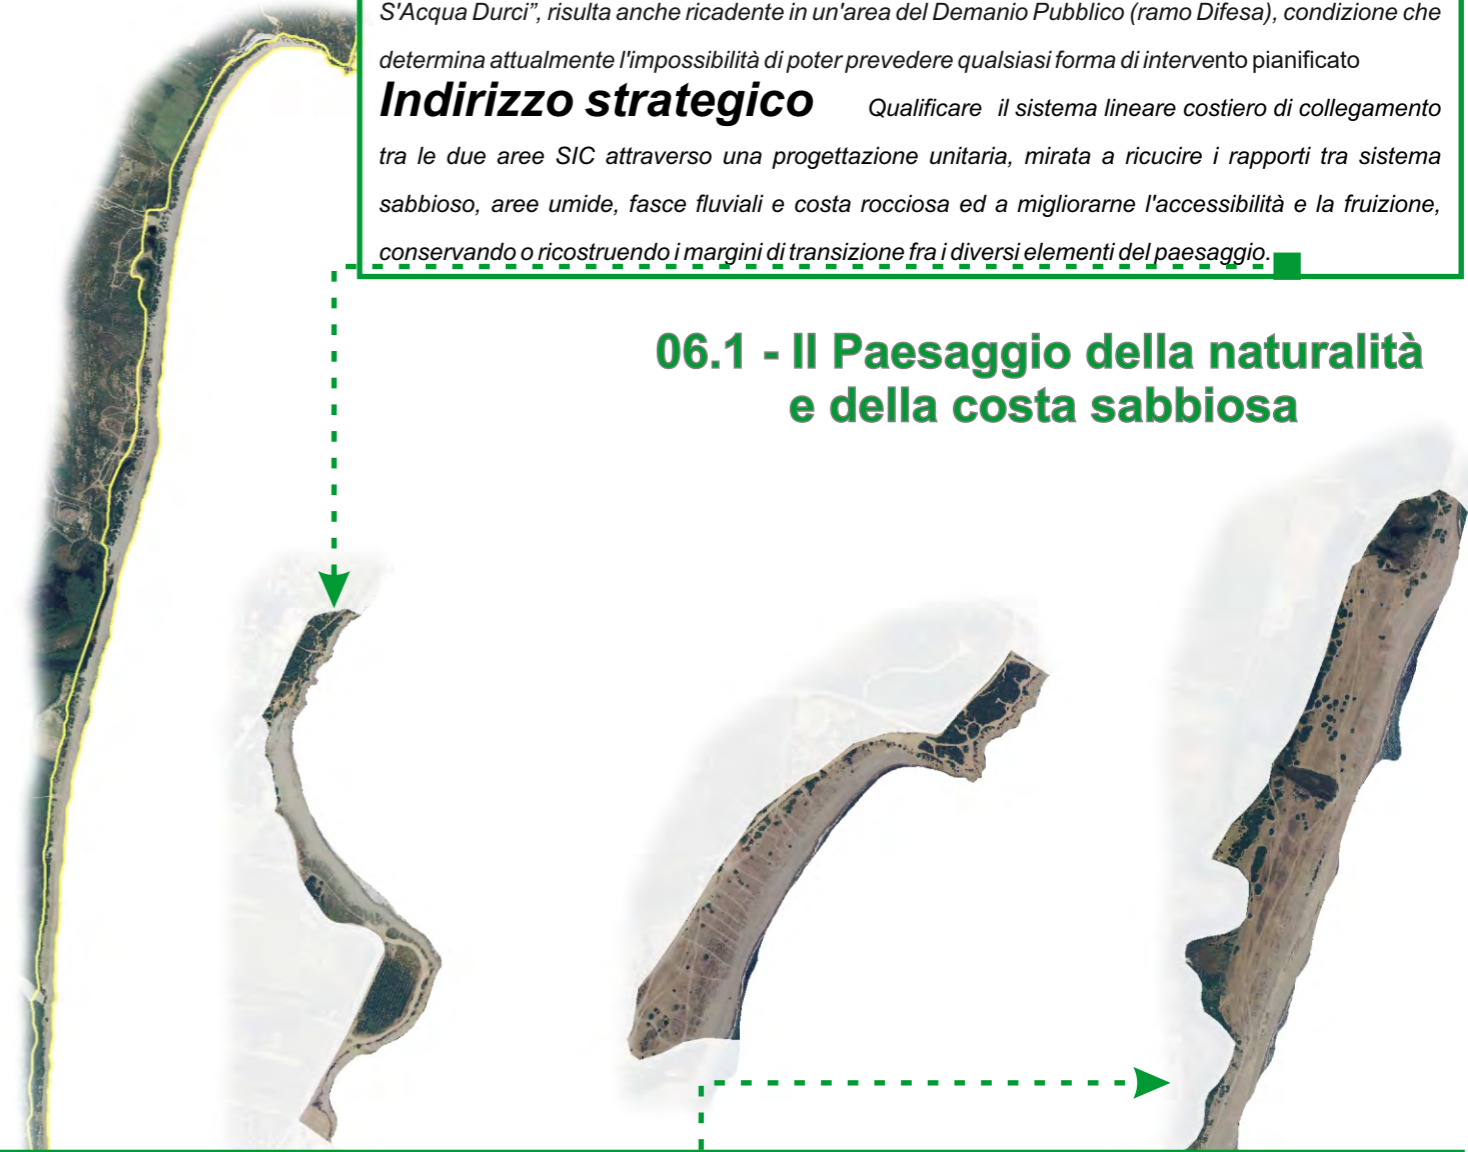 S'Acqua Durci”, risulta anche ricadente in un'area del Demanio Pubblico (ramo Difesa), condizione che
determina attualmente l'impossibilità di poter prevedere qualsiasi forma di intervento pianificato
Indirizzo strategico Qualificare il sistema lineare costiero di collegamento
tra le due aree SIC attraverso una progettazione unitaria, mirata a ricucire i rapporti tra sistema
sabbioso, aree umide, fasce fluviali e costa rocciosa ed a migliorarne l'accessibilità e la fruizione,
conservando o ricostruendo i margini di transizione fra i diversi elementi del paesaggio.
06.1 - Il Paesaggio della naturalità
e della costa sabbiosa